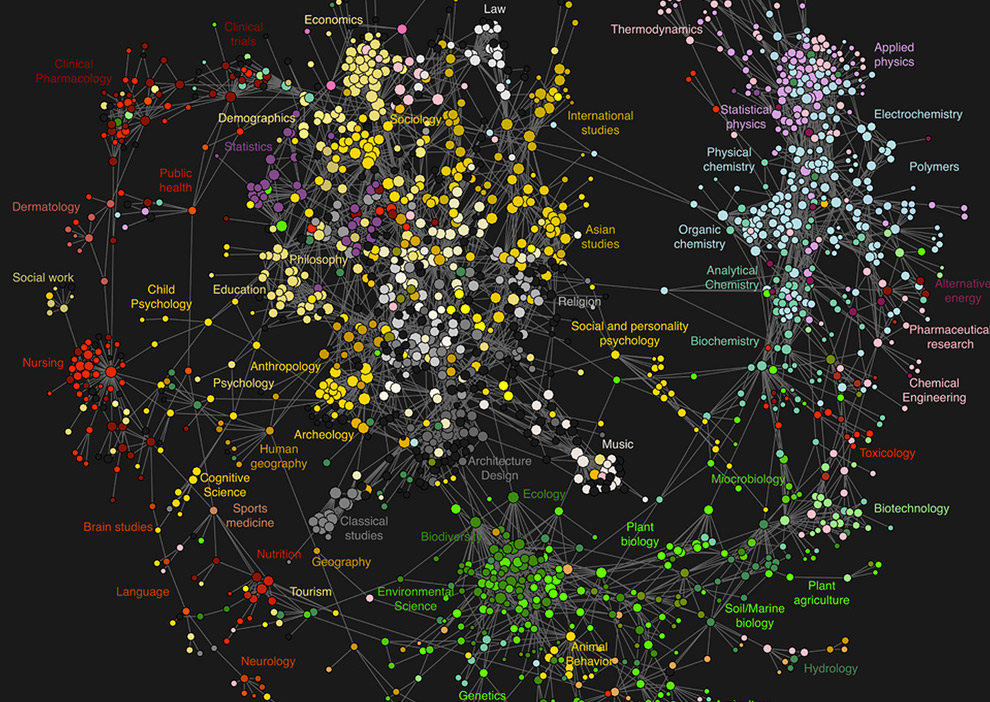 Law
Economics
Thermodynamics
Clinical
trials
Applied
physics
Clinical
Pharmacology
Demographics
Sociology
International
studies
Statistical
physics
Electrochemistry
Statistics
Physical
chemistry
Polymers
Public
health
Dermatology
Organic
chemistry
Asian
studies
Philosophy
Social work
Child
Psychology
Education
Religion
Analytical
Chemistry
Alternative
energy
Social and personality
psychology
Biochemistry
Pharmaceutical
research
Nursing
Anthropology
Psychology
Chemical
Engineering
Archeology
Human
geography
Music
Architecture
Design
Toxicology
Cognitive
Science
Miocrobiology
Ecology
Sports
medicine
Brain studies
Classical
studies
Biodiversity
Plant
biology
Biotechnology
Nutrition
Geography
Language
Tourism
Environmental
Science
Plant
agriculture
Soil/Marine
biology
Animal
Behavior
Neurology
Hydrology
Genetics